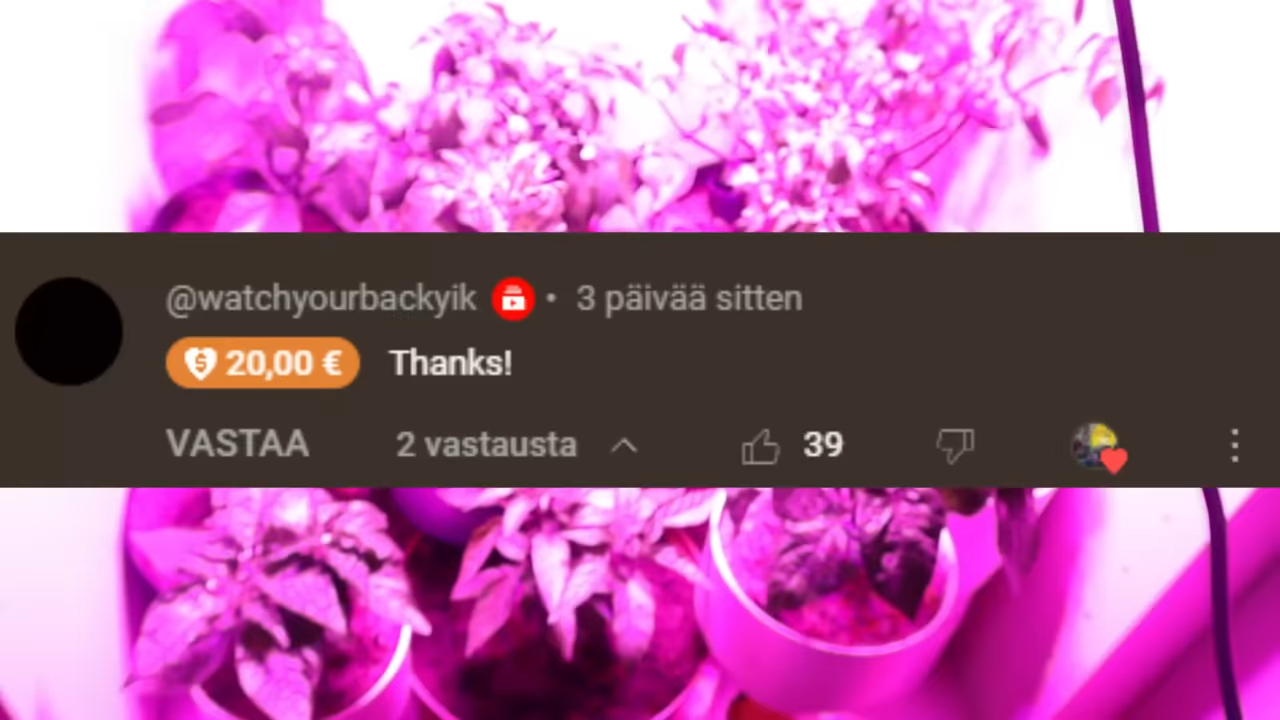 @watchyourbackyik • 3 päivää sitten
20,00 € Thanks!
VASTAA 2 vastausta 39